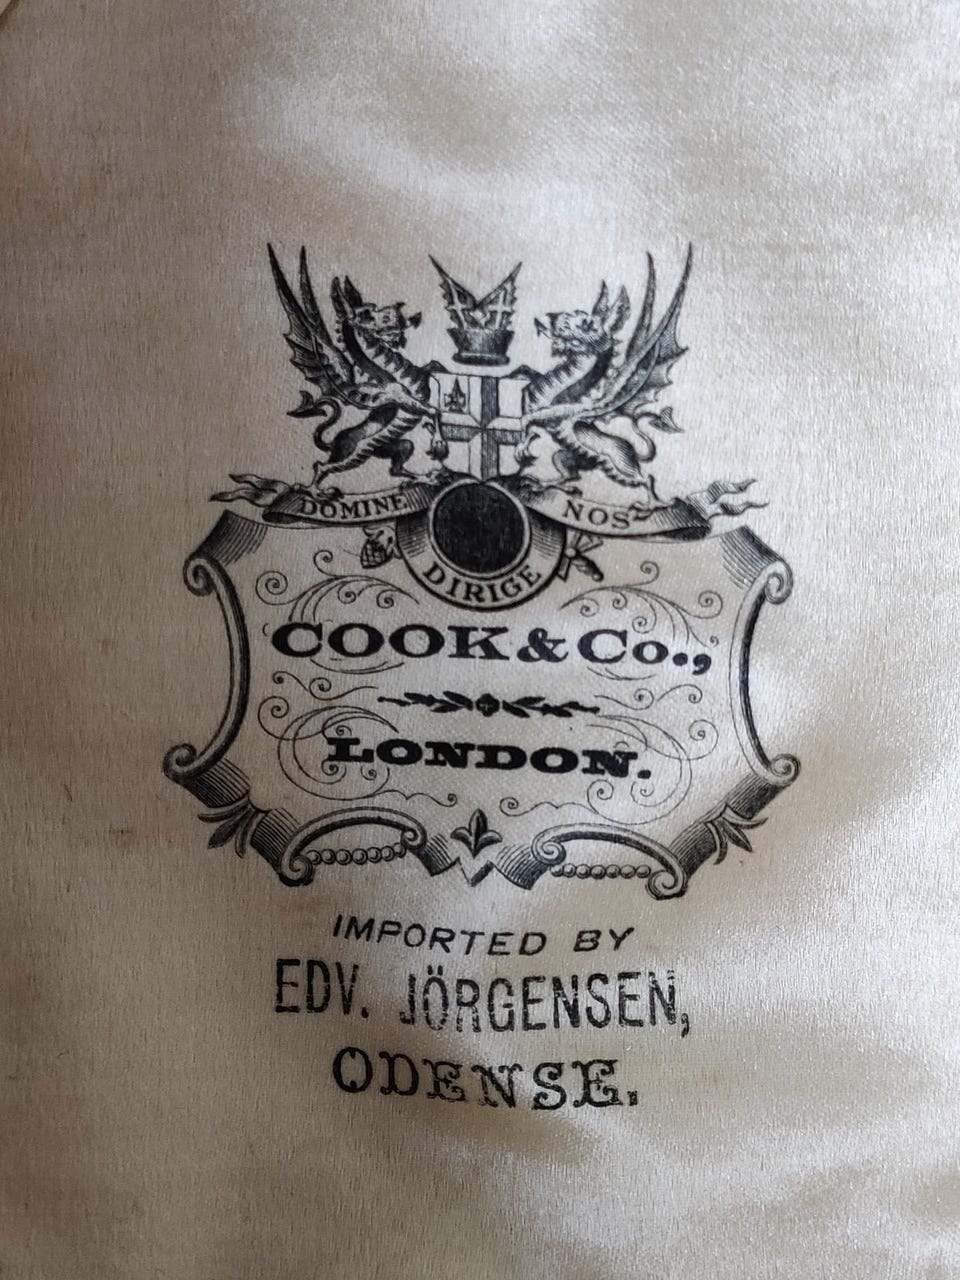 DOMINE DIRIGE NOS
COOK & Co.,
LONDON.
IMPORTED BY
EDV. JÖRGENSEN,
ODENSE.